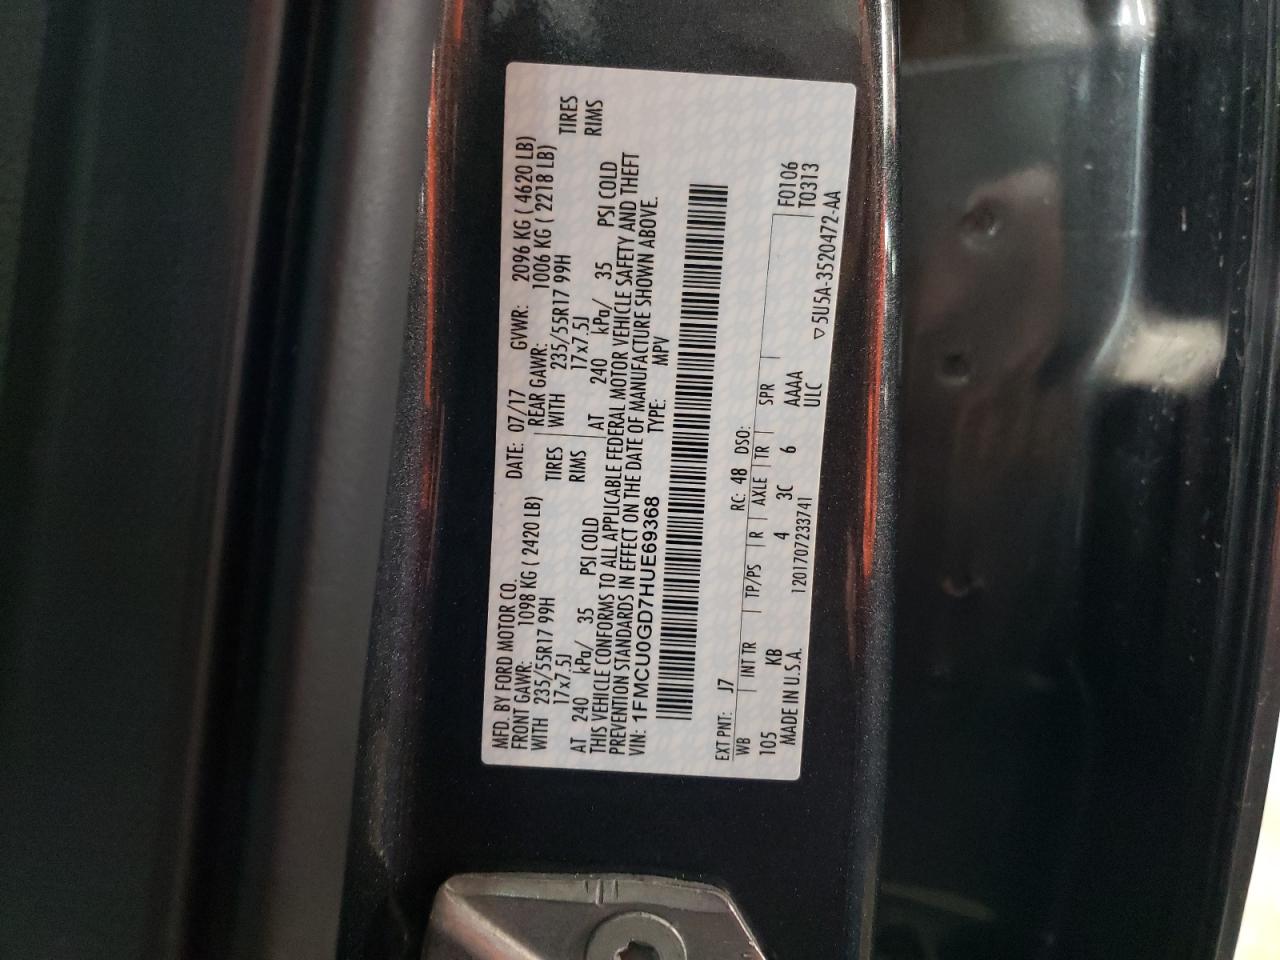 MFD. BY FORD MOTOR CO.
DATE: 07/17 GVWR: 2096 KG ( 4620 LB)
FRONT GAWR: 1098 KG ( 2420 LB) REAR GAWR: 1006 KG ( 2218 LB)
WITH 235/55R17 99H TIRES WITH 235/55R17 99H TIRES
17x7.5J RIMS 17x7.5J RIMS
AT 240 kPa/ 35 PSI COLD AT 240 kPa/ 35 PSI COLD
THIS VEHICLE CONFORMS TO ALL APPLICABLE FEDERAL MOTOR VEHICLE SAFETY AND THEFT
PREVENTION STANDARDS IN EFFECT ON THE DATE OF MANUFACTURE SHOWN ABOVE.
VIN: 1FMCU0GD7HUE69368 TYPE: MPV
EXT PNT: J7 RC: 48 DSO:
WB INT TR TP/PS R AXLE TR SPR F0106
105 KB 4 3C 6 AAAA T0313
MADE IN U.S.A. 1201707233741 ULC ▽5U5A-3520472-AA